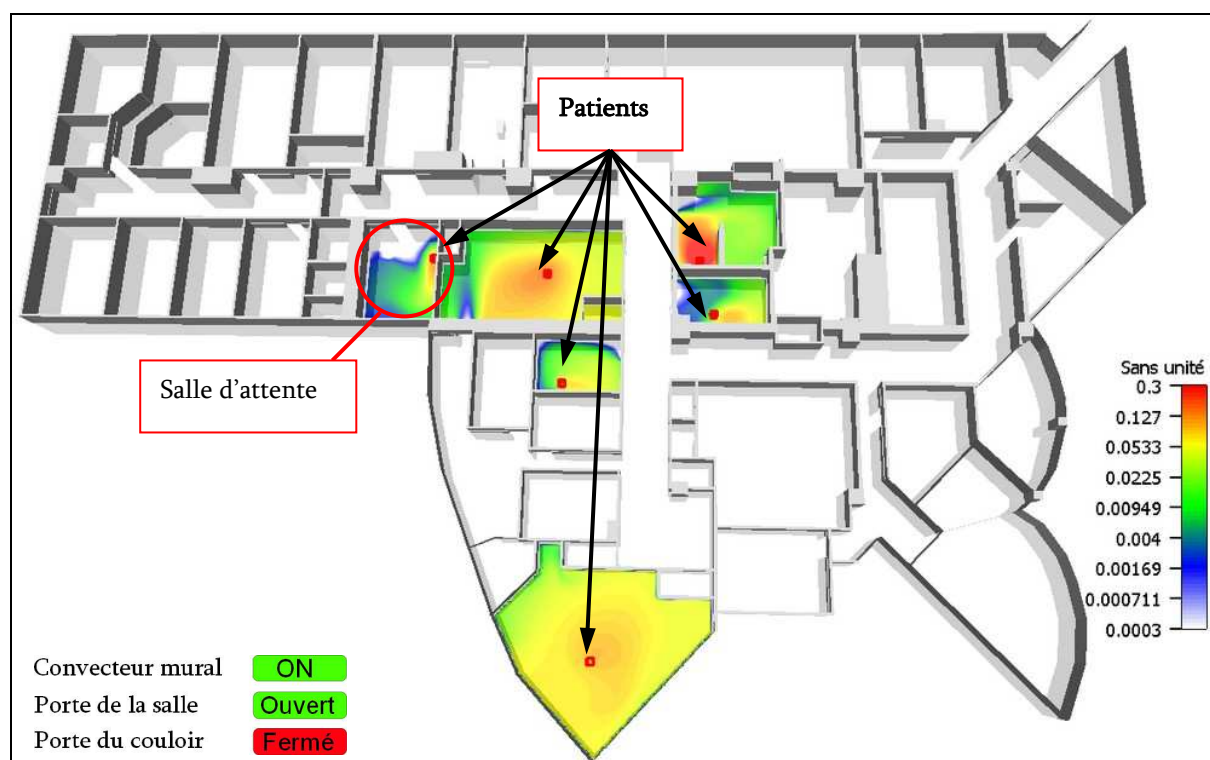 Patients
Salle d'attente
Sans unité
0.3
0.127
0.0533
0.0225
0.00949
0.004
0.00169
0.000711
0.0003
Convecteur mural ON
Porte de la salle Ouvert
Porte du couloir Fermé